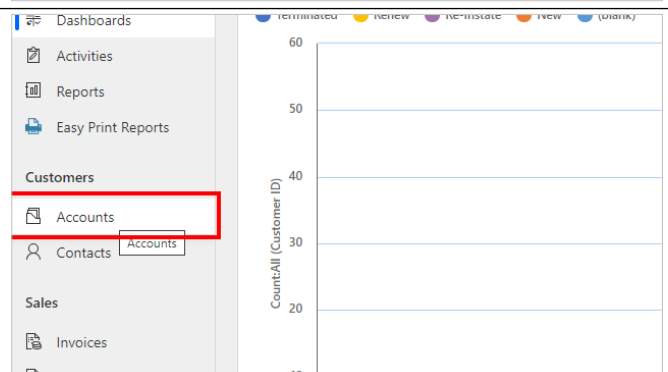 Dashboards
Activities
Reports
Easy Print Reports
Customers
Accounts
Contacts
Accounts
Sales
Invoices
Terminated Renew Re-Instate New (blank)
60
50
40
30
20
Count:All (Customer ID)